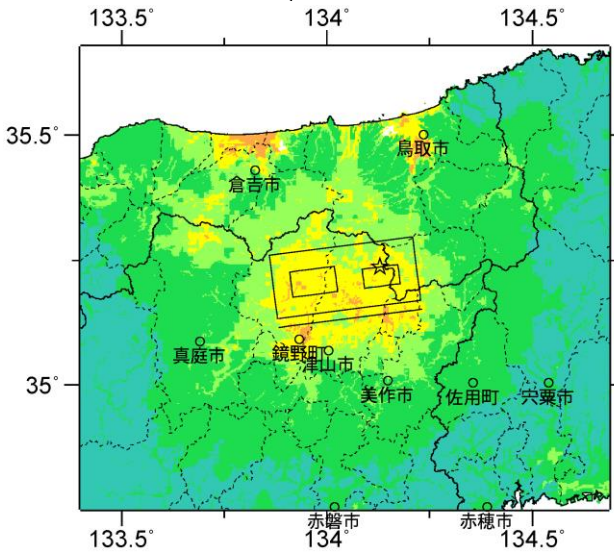 133.5° 134° 134.5°
35.5°
鳥取市
倉吉市
真庭市
鏡野町
津山市
35°
美作市
佐用町
宍粟市
赤磐市
赤穂市
133.5° 134° 134.5°